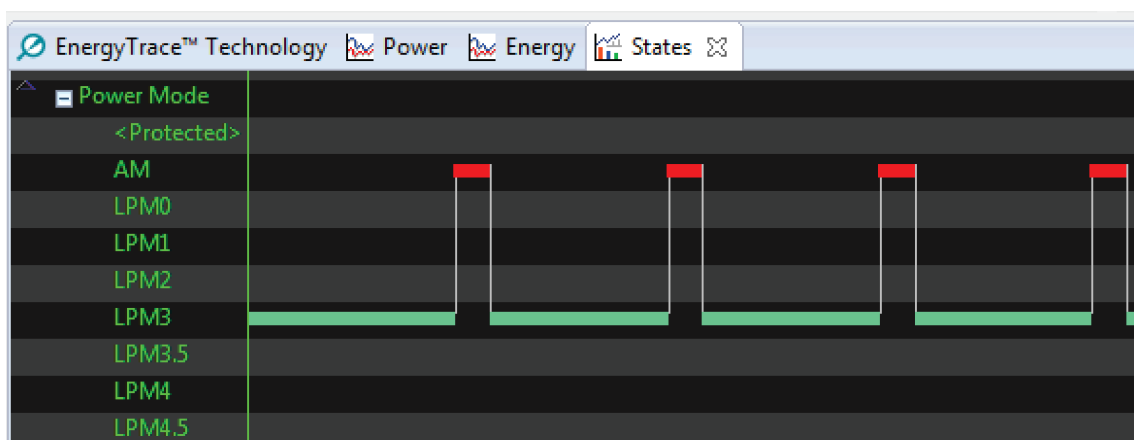 EnergyTrace™ Technology Power Energy States
Power Mode
<Protected>
AM
LPM0
LPM1
LPM2
LPM3
LPM3.5
LPM4
LPM4.5